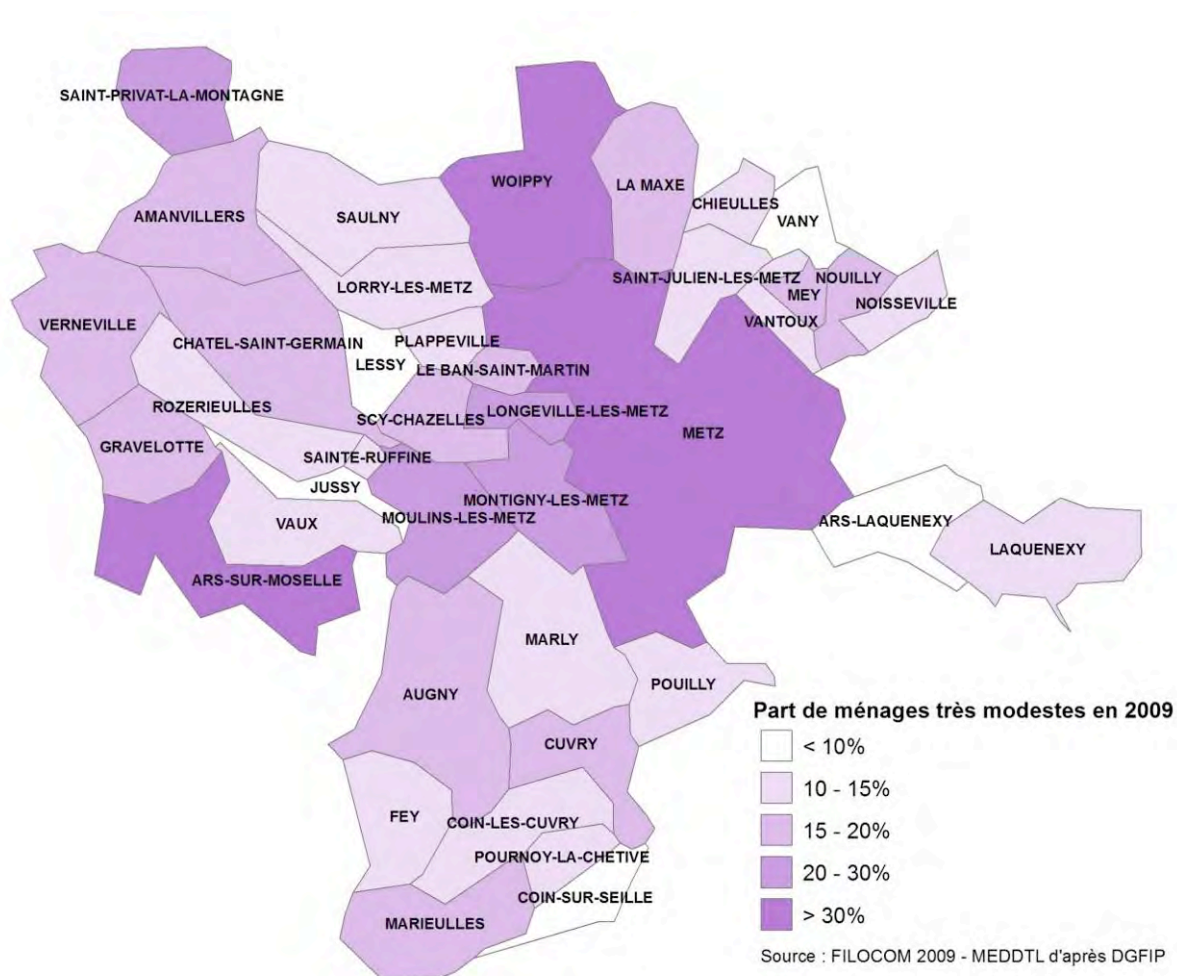 SAINT-PRIVAT-LA-MONTAGNE
WOIPPY
LA MAXE
AMANVILLERS
SAULNY
CHIEULLES
VANY
SAINT-JULIEN-LES-METZ
NOUILLY
LORRY-LES-METZ
MEY
NOISSEVILLE
VERNEVILLE
VANTOUX
CHATEL-SAINT-GERMAIN
PLAPPEVILLE
LESSY
LE BAN-SAINT-MARTIN
ROZERIEULLES
SCY-CHAZELLES
LONGEVILLE-LES-METZ
METZ
GRAVELOTTE
SAINTE-RUFFINE
JUSSY
MONTIGNY-LES-METZ
VAUX
MOULINS-LES-METZ
ARS-LAQUENEXY
LAQUENEXY
ARS-SUR-MOSELLE
MARLY
POUILLY
AUGNY
CUVRY
FEY
COIN-LES-CUVRY
POURNOY-LA-CHETIVE
COIN-SUR-SEILLE
MARIEULLES
Part de ménages très modestes en 2009
< 10%
10 - 15%
15 - 20%
20 - 30%
> 30%
Source : FILOCOM 2009 - MEDDTL d'après DGFIP